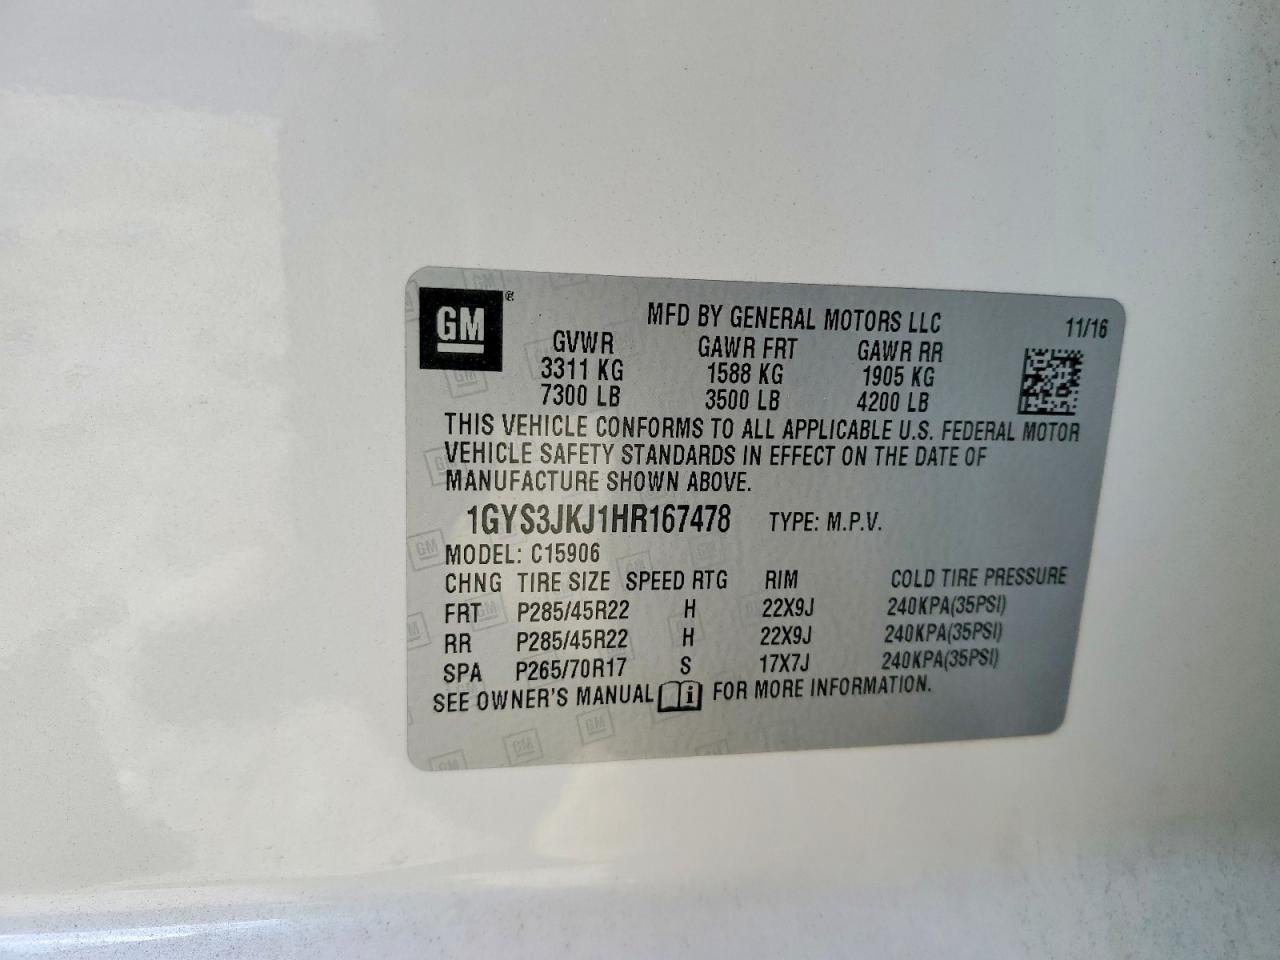 GM®
MFD BY GENERAL MOTORS LLC 11/16
GVWR GAWR FRT GAWR RR
3311 KG 1588 KG 1905 KG
7300 LB 3500 LB 4200 LB
THIS VEHICLE CONFORMS TO ALL APPLICABLE U.S. FEDERAL MOTOR
VEHICLE SAFETY STANDARDS IN EFFECT ON THE DATE OF
MANUFACTURE SHOWN ABOVE.
1GYS3JKJ1HR167478 TYPE: M.P.V.
MODEL: C15906
CHNG TIRE SIZE SPEED RTG RIM COLD TIRE PRESSURE
FRT P285/45R22 H 22X9J 240KPA(35PSI)
RR P285/45R22 H 22X9J 240KPA(35PSI)
SPA P265/70R17 S 17X7J 240KPA(35PSI)
SEE OWNER'S MANUAL i FOR MORE INFORMATION.